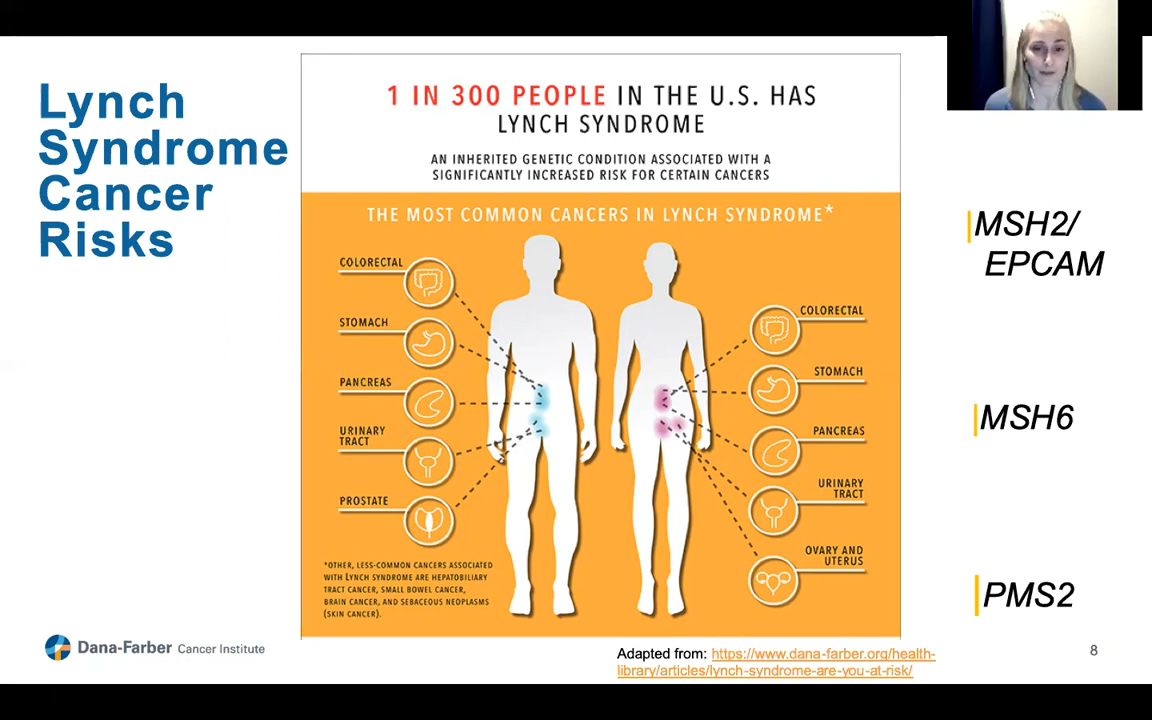 Lynch
Syndrome
Cancer
Risks
1 IN 300 PEOPLE IN THE U.S. HAS
LYNCH SYNDROME
AN INHERITED GENETIC CONDITION ASSOCIATED WITH A
SIGNIFICANTLY INCREASED RISK FOR CERTAIN CANCERS
THE MOST COMMON CANCERS IN LYNCH SYNDROME*
COLORECTAL
STOMACH
PANCREAS
URINARY
TRACT
PROSTATE
COLORECTAL
STOMACH
PANCREAS
URINARY
TRACT
OVARY AND
UTERUS
*OTHER, LESS-COMMON CANCERS ASSOCIATED
WITH LYNCH SYNDROME ARE HEPATOBILIARY
TRACT CANCER, SMALL BOWEL CANCER,
BRAIN CANCER, AND SEBACEOUS NEOPLASMS
(SKIN CANCER).
MSH2/
EPCAM
MSH6
PMS2
Dana-Farber Cancer Institute
Adapted from: https://www.dana-farber.org/health-
library/articles/lynch-syndrome-are-you-at-risk/
8